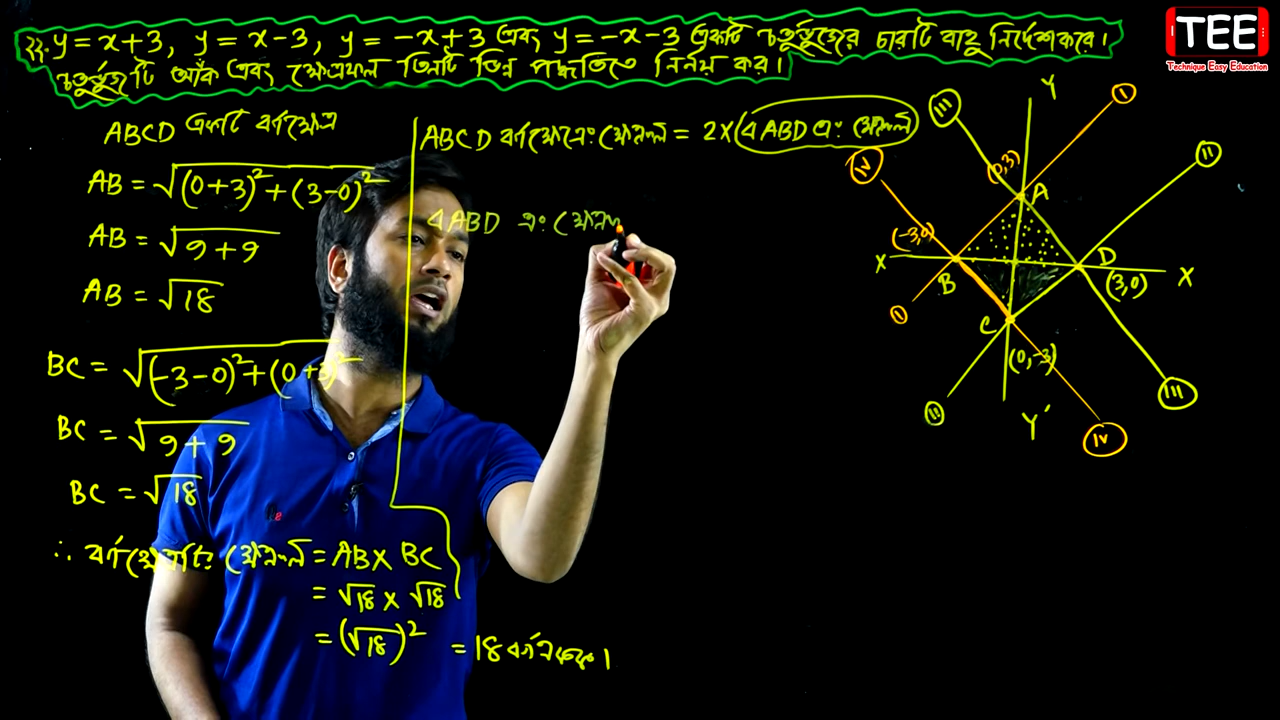 ২২. y = x+3, y = x-3, y = -x+3 এবং y = -x-3 একটি চতুর্ভুজের চারটি বাহু নির্দেশ করে।
চতুর্ভুজটি আঁক এবং ক্ষেত্রফল তিনটি ভিন্ন পদ্ধতিতে নির্ণয় কর।
TEE
Technique Easy Education
ABCD একটি বর্গক্ষেত্র
AB = √(0+3)²+(3-0)²
AB = √9+9
AB = √18
BC = √(-3-0)²+(0+3)²
BC = √9+9
BC = √18
∴ বর্গক্ষেত্রটির ক্ষেত্রফল = AB × BC
= √18 × √18
= (√18)² = 18 বর্গ একক।
ABCD বর্গক্ষেত্রের ক্ষেত্রফল = 2×(ΔABD এর ক্ষেত্রফল)
ΔABD এর
Y
i
iii
ii
iv
(0,3)
A
(-3,0)
X
B
D
X
(3,0)
i
C
(0,-3)
iii
ii
Y′
iv